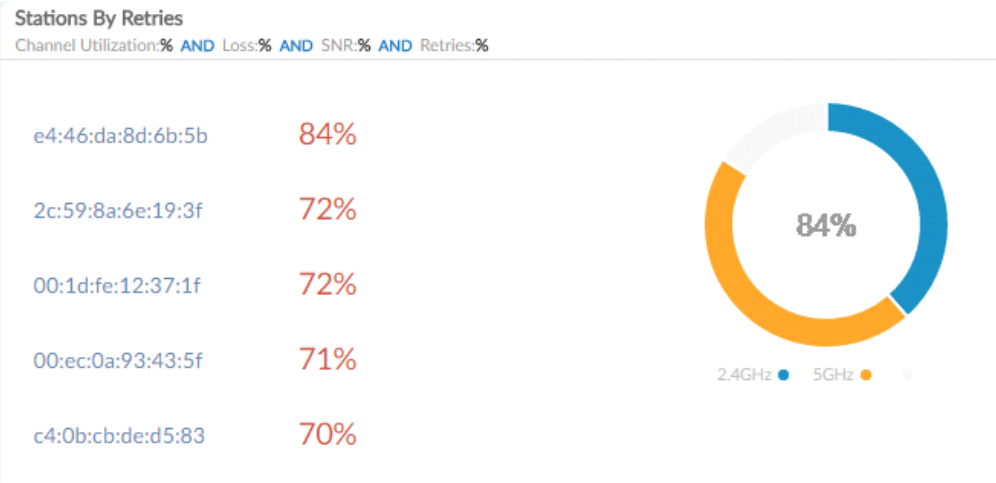 Stations By Retries
Channel Utilization:% AND Loss:% AND SNR:% AND Retries:%
e4:46:da:8d:6b:5b 84%
2c:59:8a:6e:19:3f 72%
00:1d:fe:12:37:1f 72%
00:ec:0a:93:43:5f 71%
c4:0b:cb:de:d5:83 70%
84%
2.4GHz 5GHz